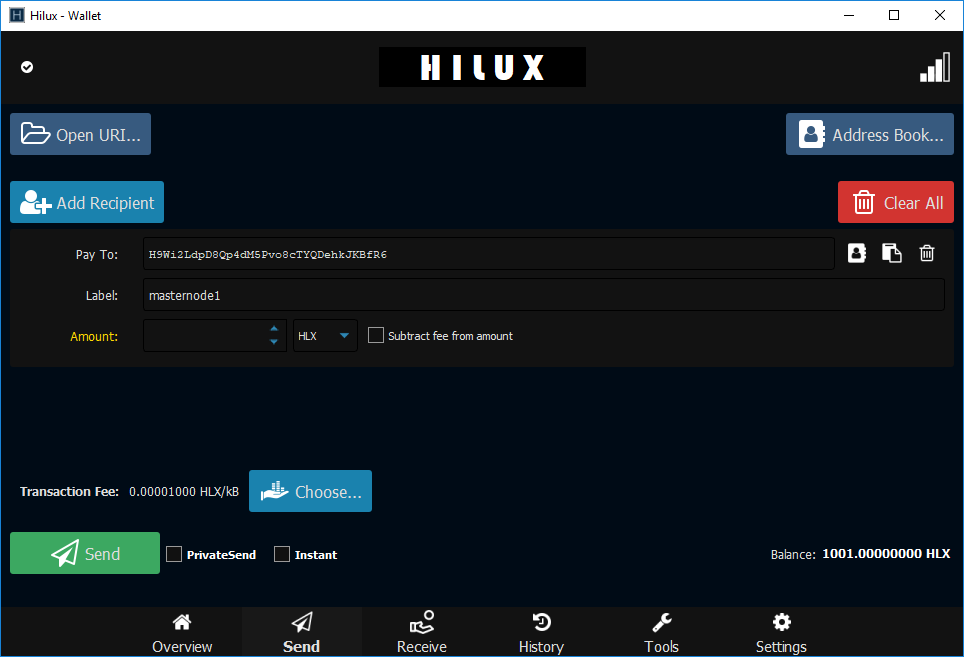 Hilux - Wallet
HILUX
Open URI...
Address Book...
Add Recipient
Clear All
Pay To:
H9Wi2LdpD8Qp4dM5Pvo8cTYQDehkJKBfR6
Label:
masternode1
Amount:
HLX
Subtract fee from amount
Transaction Fee: 0.00001000 HLX/kB
Choose...
Send
PrivateSend
Instant
Balance: 1001.00000000 HLX
Overview
Send
Receive
History
Tools
Settings